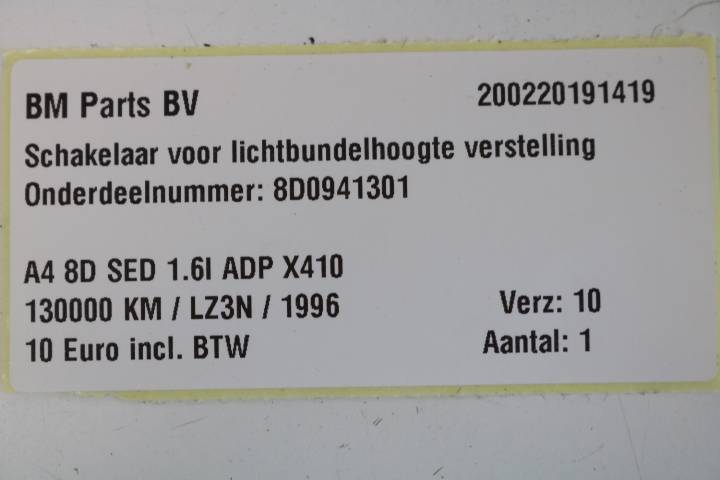 BM Parts BV 200220191419
Schakelaar voor lichtbundelhoogte verstelling
Onderdeelnummer: 8D0941301
A4 8D SED 1.6I ADP X410
130000 KM / LZ3N / 1996 Verz: 10
10 Euro incl. BTW Aantal: 1